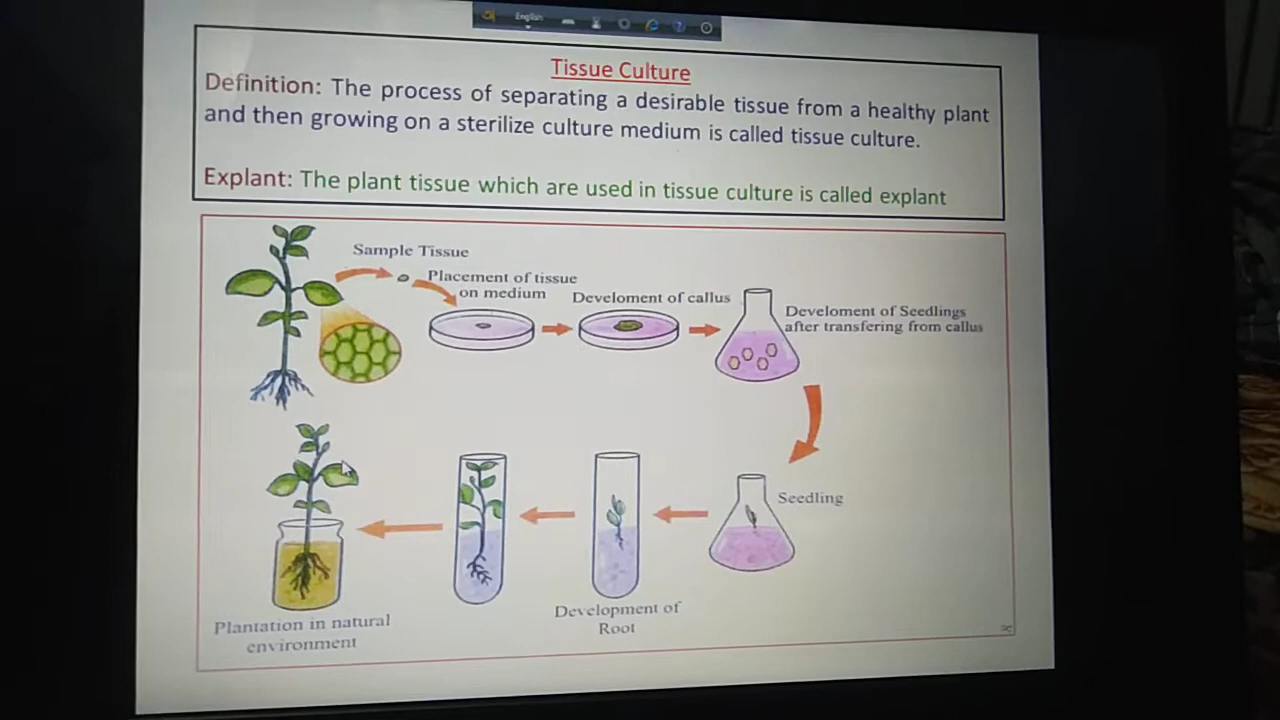 English
Tissue Culture
Definition: The process of separating a desirable tissue from a healthy plant
and then growing on a sterilize culture medium is called tissue culture.
Explant: The plant tissue which are used in tissue culture is called explant
Sample Tissue
Placement of tissue
on medium
Develoment of callus
Develoment of Seedlings
after transfering from callus
Seedling
Development of
Root
Plantation in natural
environment